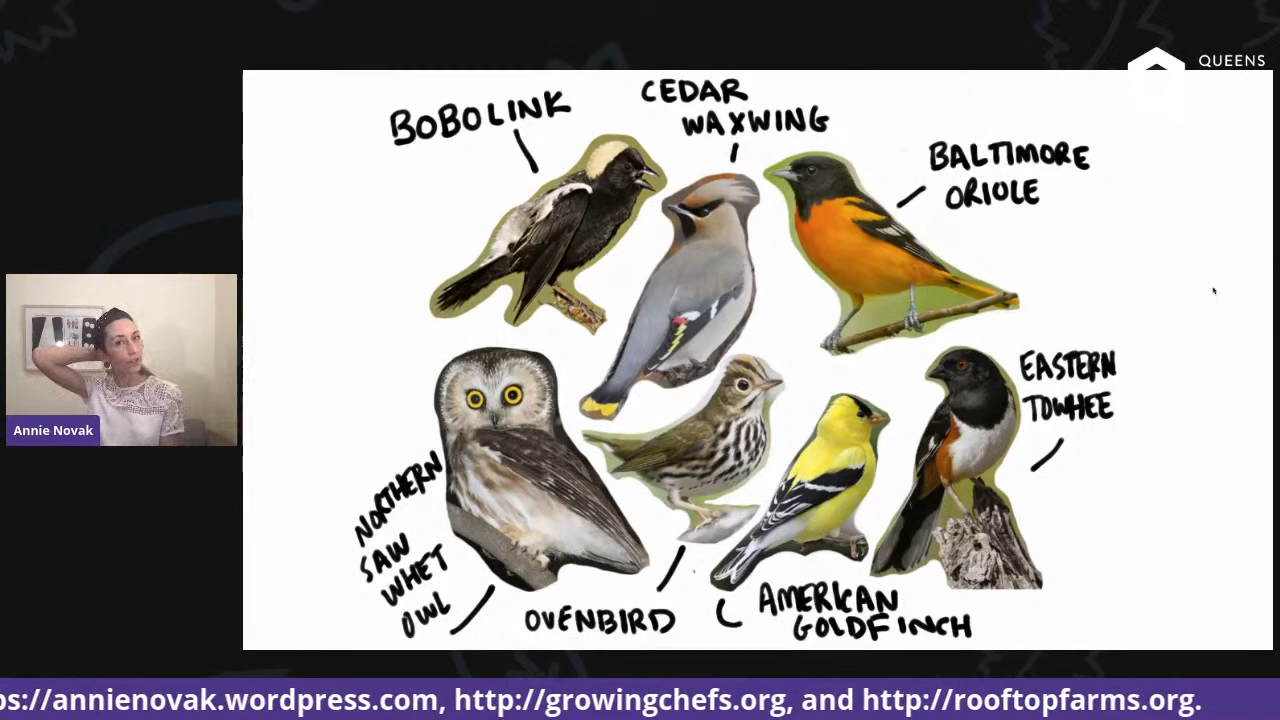 QUEENS
BOBOLINK
CEDAR
WAXWING
BALTIMORE
ORIOLE
EASTERN
TOWHEE
Annie Novak
NORTHERN
SAW
WHET
OWL
OVENBIRD
AMERICAN
GOLDFINCH
ps://annienovak.wordpress.com, http://growingchefs.org, and http://rooftopfarms.org.